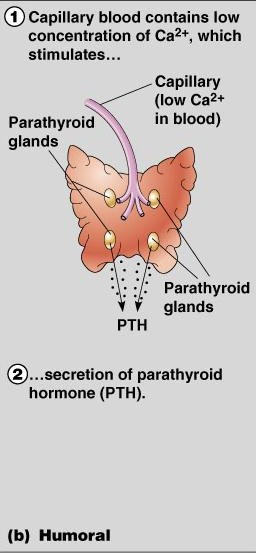 1 Capillary blood contains low
concentration of Ca2+, which
stimulates…
Capillary
(low Ca2+
in blood)
Parathyroid
glands
Parathyroid
glands
PTH
2 …secretion of parathyroid
hormone (PTH).
(b) Humoral